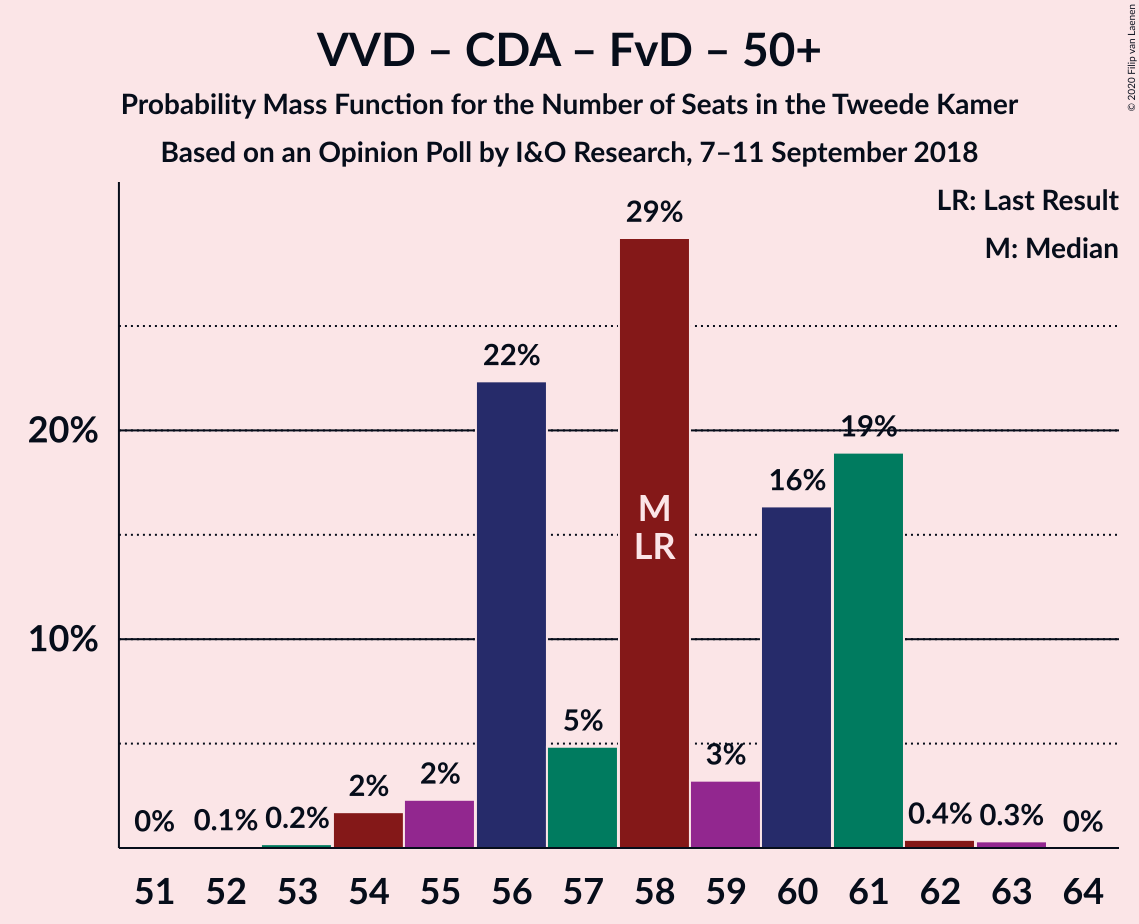 VVD – CDA – FvD – 50+
Probability Mass Function for the Number of Seats in the Tweede Kamer
Based on an Opinion Poll by I&O Research, 7–11 September 2018
© 2020 Filip van Laenen
LR: Last Result
M: Median
29%
22%
20%
19%
16%
M
LR
10%
5%
3%
2%
2%
0%
0.1%
0.2%
0.4%
0.3%
0%
51 52 53 54 55 56 57 58 59 60 61 62 63 64